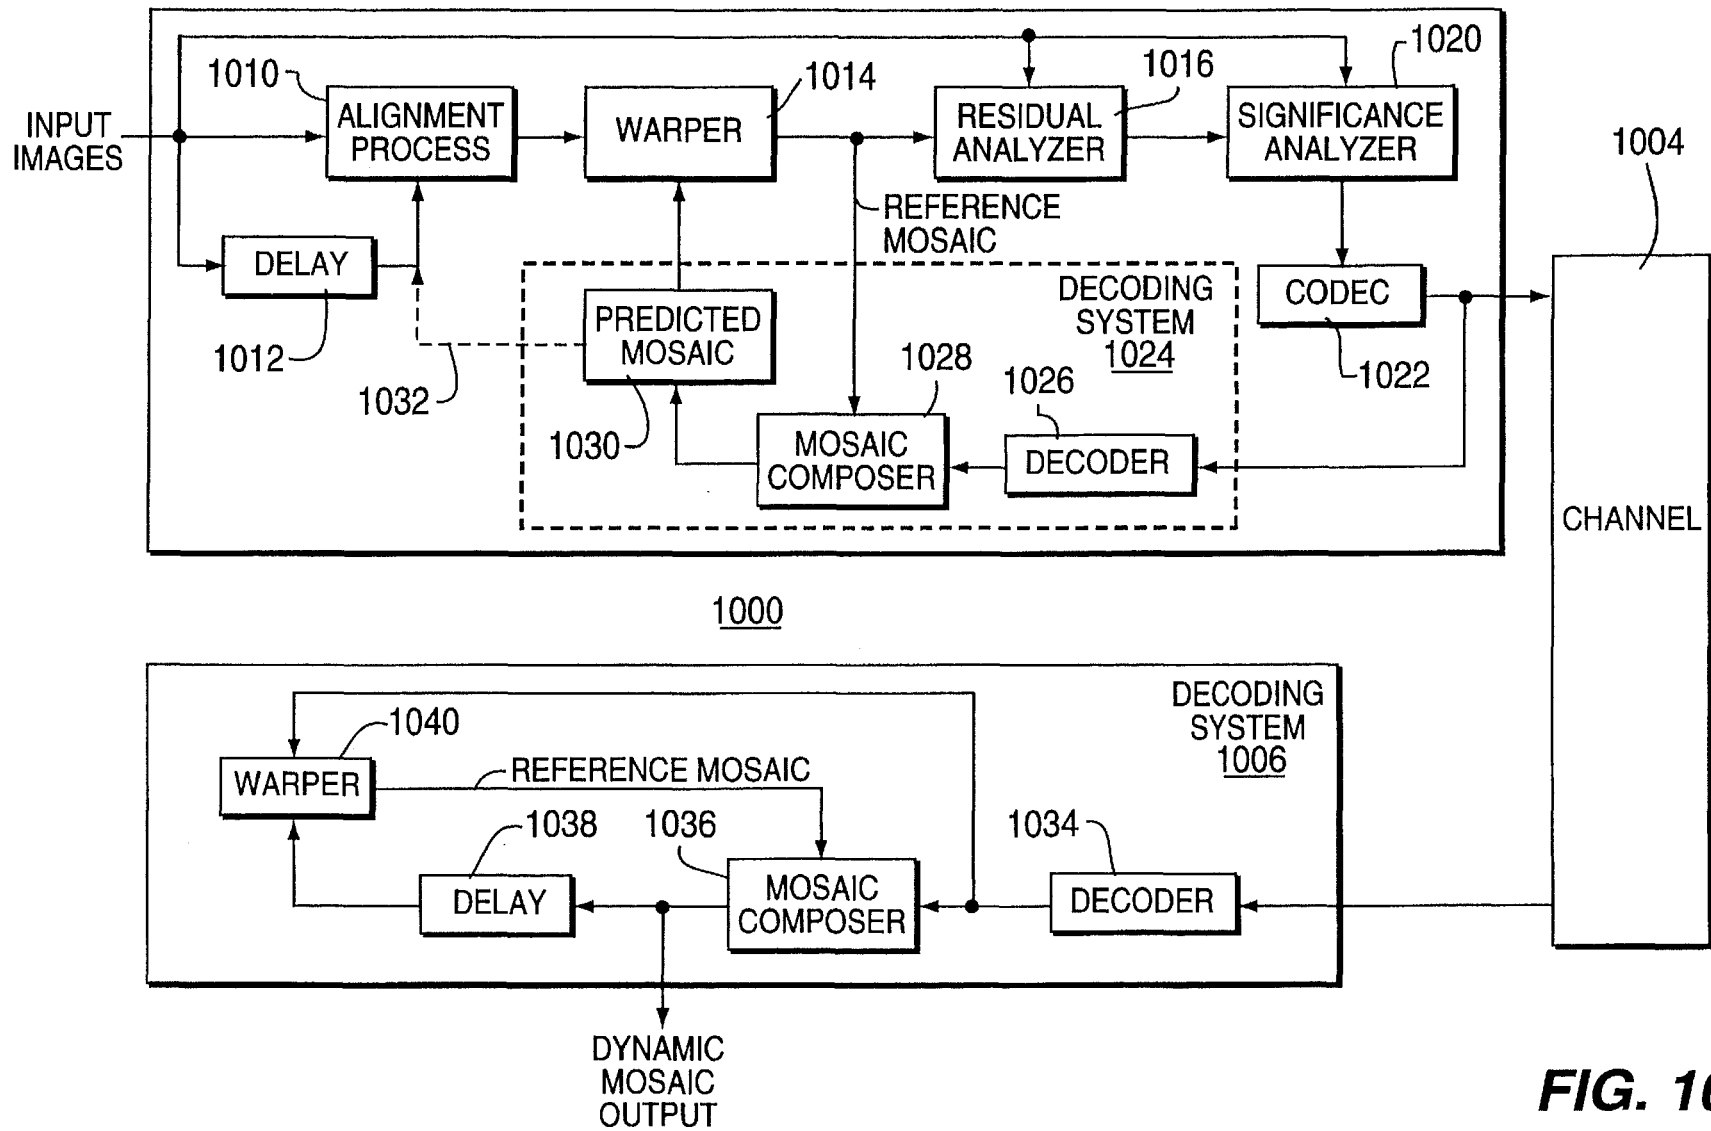 1010
ALIGNMENT
PROCESS
1014
WARPER
1016
RESIDUAL
ANALYZER
1020
SIGNIFICANCE
ANALYZER
INPUT
IMAGES
1004
REFERENCE
MOSAIC
DELAY
1012
CODEC
1022
DECODING
SYSTEM
1024
PREDICTED
MOSAIC
1032
1030
1028
MOSAIC
COMPOSER
1026
DECODER
CHANNEL
1000
DECODING
SYSTEM
1006
1040
WARPER
REFERENCE MOSAIC
1038
DELAY
1036
MOSAIC
COMPOSER
1034
DECODER
DYNAMIC
MOSAIC
OUTPUT
FIG. 10